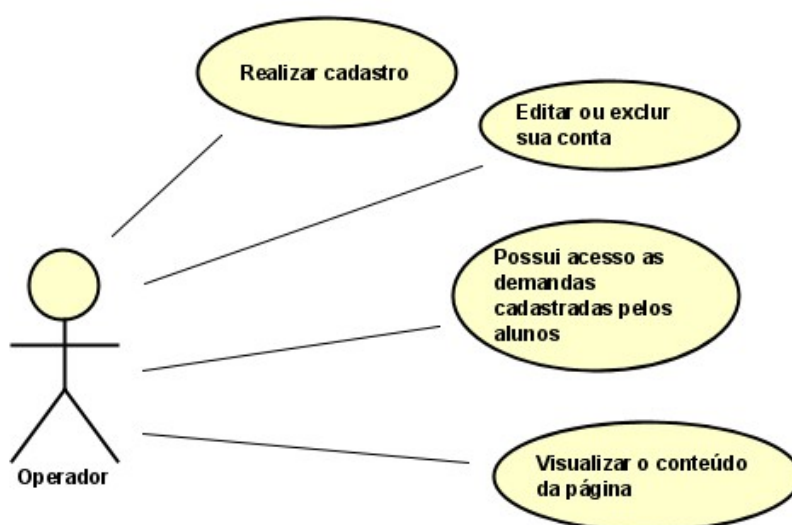 Realizar cadastro
Editar ou exclur
sua conta
Possui acesso as
demandas
cadastradas pelos
alunos
Operador
Visualizar o conteúdo
da página